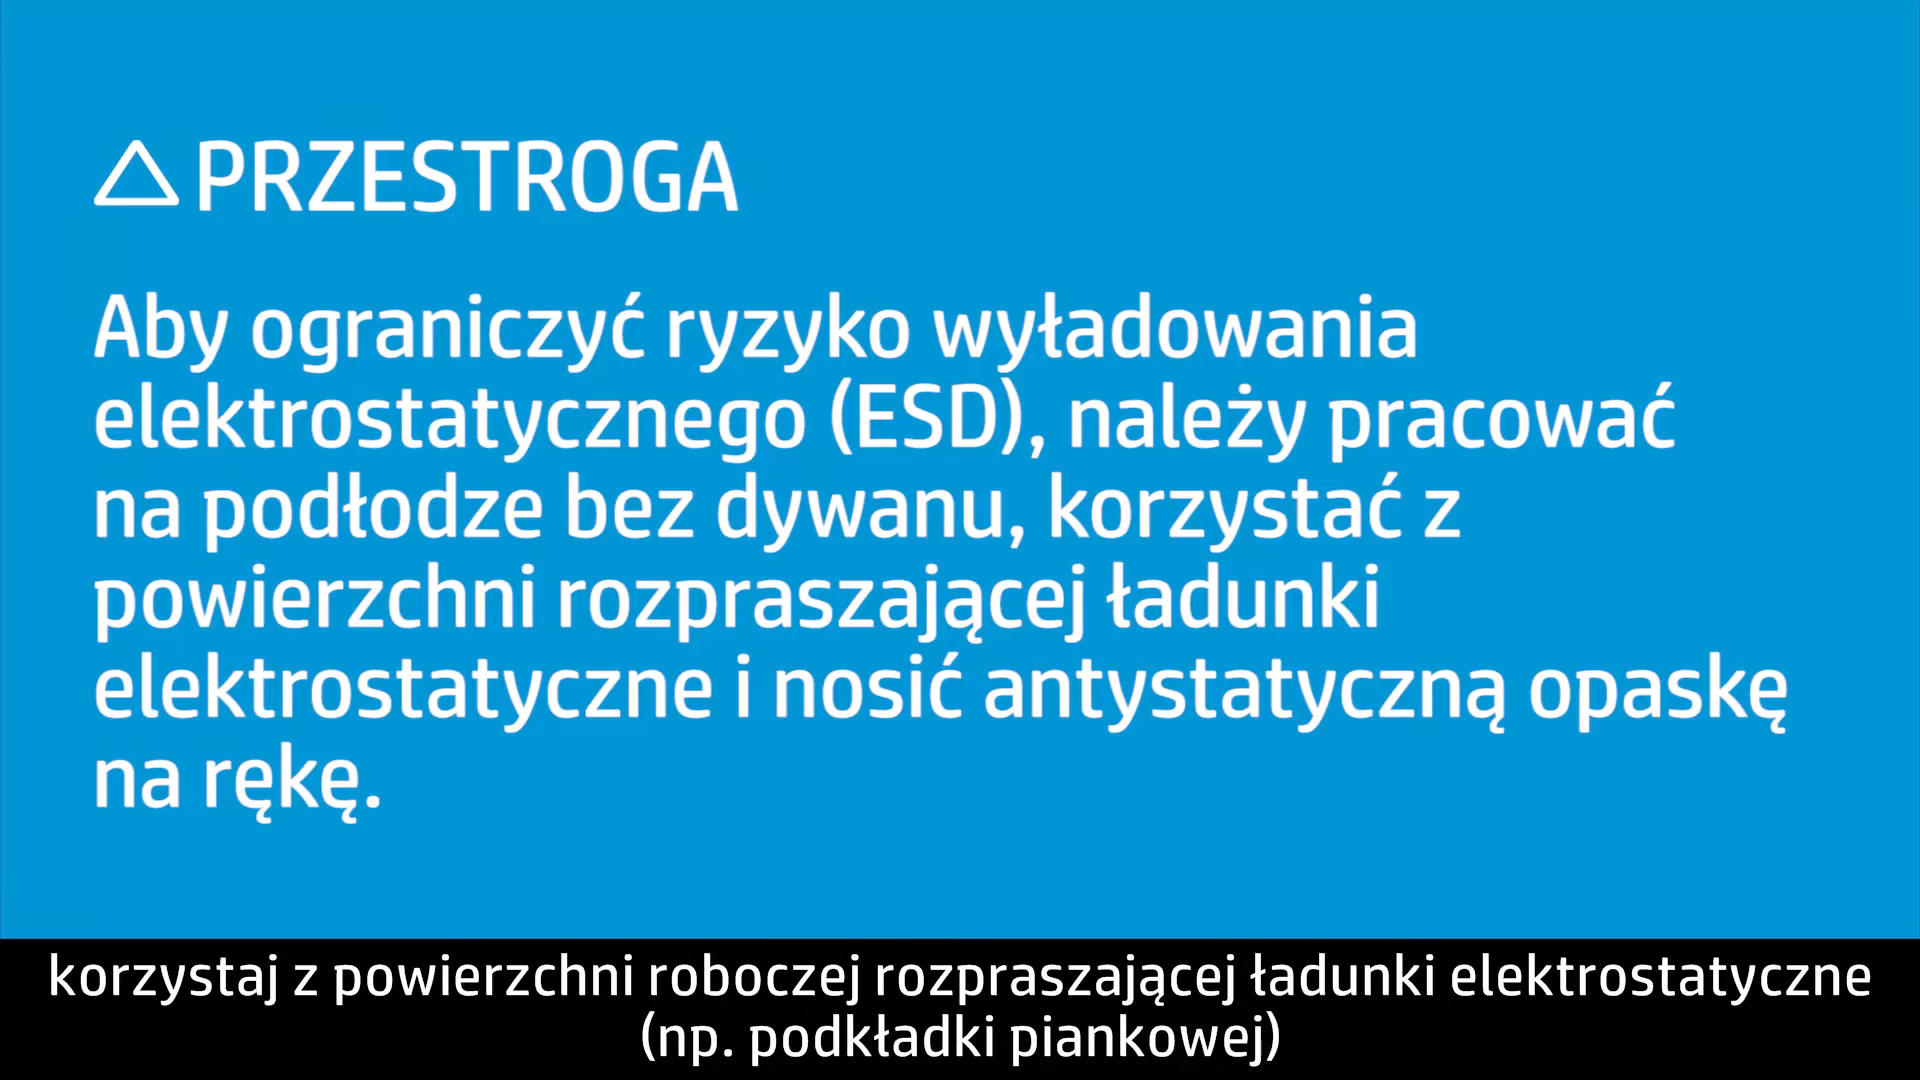 PRZESTROGA
Aby ograniczyć ryzyko wyładowania
elektrostatycznego (ESD), należy pracować
na podłodze bez dywanu, korzystać z
powierzchni rozpraszającej ładunki
elektrostatyczne i nosić antystatyczną opaskę
na rękę.
korzystaj z powierzchni roboczej rozpraszającej ładunki elektrostatyczne
(np. podkładki piankowej)